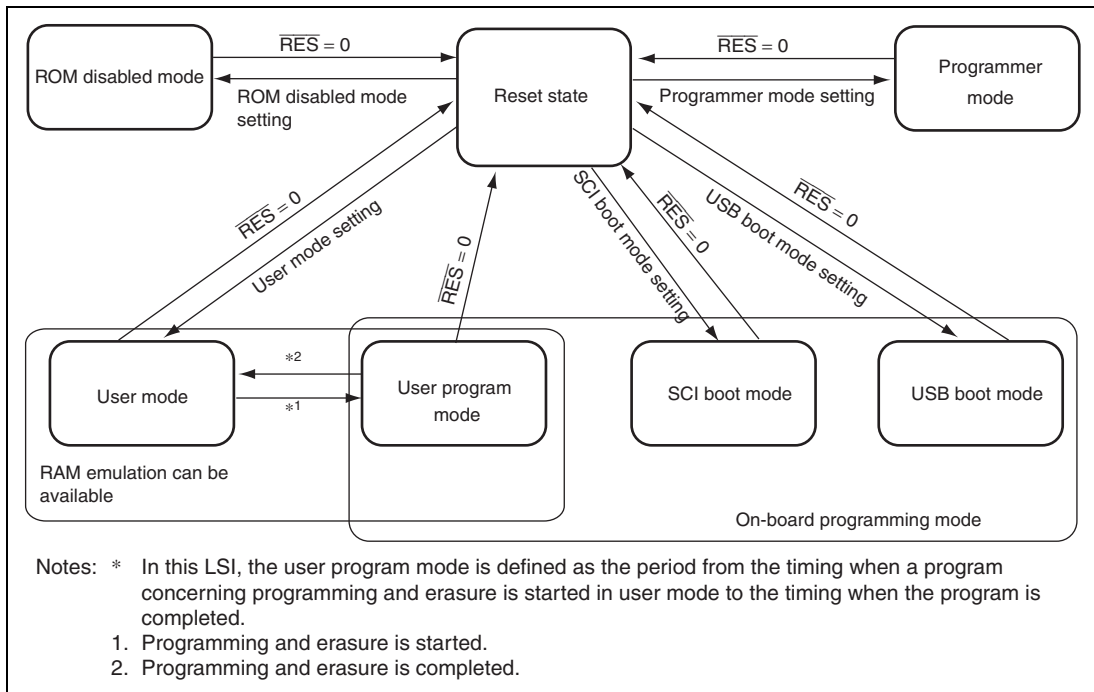 ROM disabled mode
RES = 0
ROM disabled mode
setting
Reset state
RES = 0
Programmer mode setting
Programmer
mode
RES = 0
User mode setting
RES = 0
SCI boot mode setting
RES = 0
USB boot mode setting
RES = 0
User mode
*2
*1
User program
mode
SCI boot mode
USB boot mode
RAM emulation can be
available
On-board programming mode
Notes: * In this LSI, the user program mode is defined as the period from the timing when a program
concerning programming and erasure is started in user mode to the timing when the program is
completed.
1. Programming and erasure is started.
2. Programming and erasure is completed.